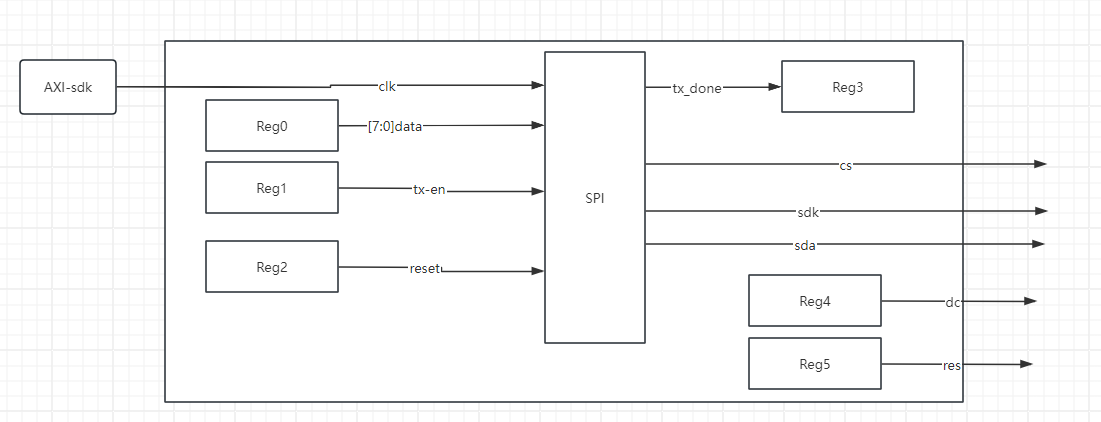 AXI-sdk
clk
tx_done
Reg3
Reg0
[7:0]data
cs
Reg1
tx-en
SPI
sdk
sda
Reg2
reset
Reg4
dc
Reg5
res